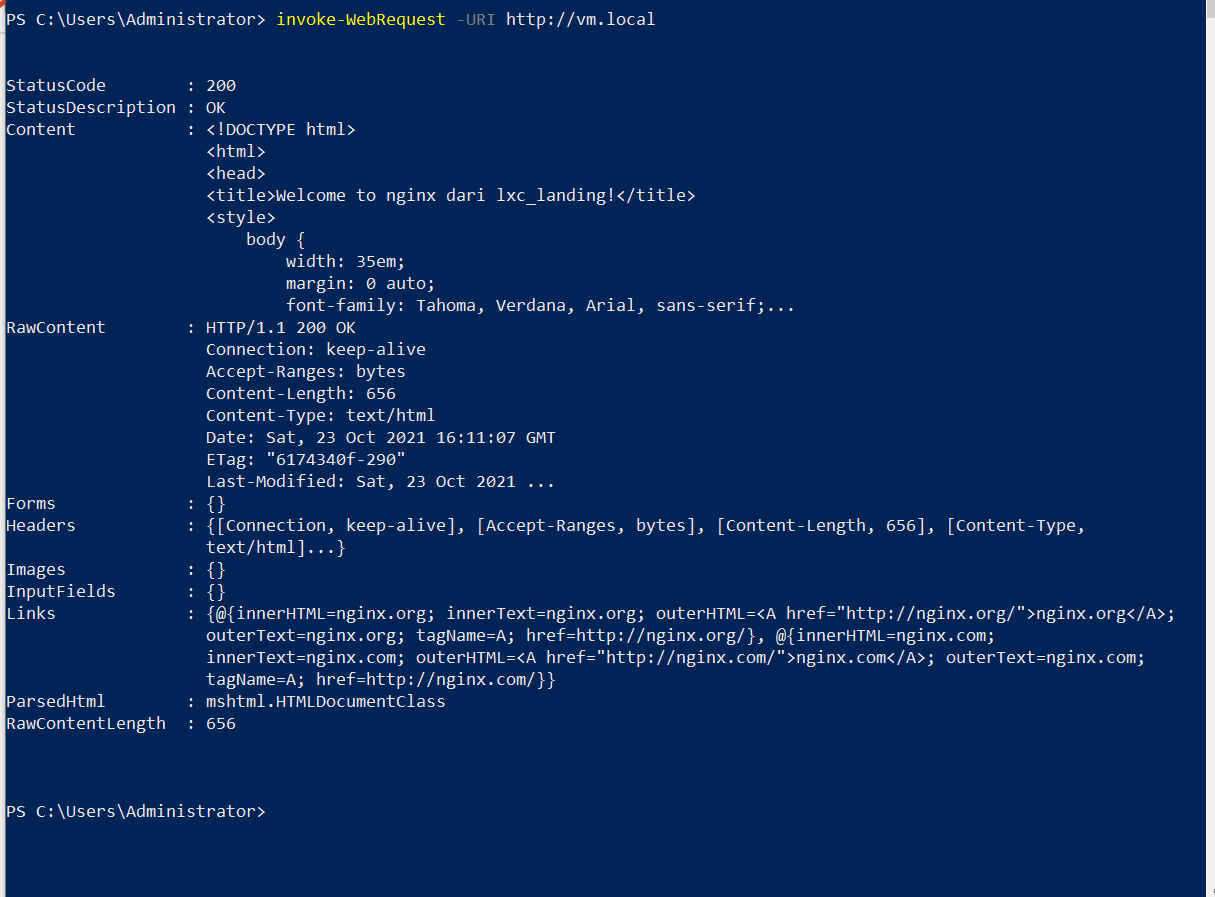 PS C:\Users\Administrator> invoke-WebRequest -URI http://vm.local
StatusCode        : 200
StatusDescription : OK
Content           : <!DOCTYPE html>
                    <html>
                    <head>
                    <title>Welcome to nginx dari lxc_landing!</title>
                    <style>
                        body {
                            width: 35em;
                            margin: 0 auto;
                            font-family: Tahoma, Verdana, Arial, sans-serif;...
RawContent        : HTTP/1.1 200 OK
                    Connection: keep-alive
                    Accept-Ranges: bytes
                    Content-Length: 656
                    Content-Type: text/html
                    Date: Sat, 23 Oct 2021 16:11:07 GMT
                    ETag: "6174340f-290"
                    Last-Modified: Sat, 23 Oct 2021 ...
Forms             : {}
Headers           : {[Connection, keep-alive], [Accept-Ranges, bytes], [Content-Length, 656], [Content-Type,
                    text/html]...}
Images            : {}
InputFields       : {}
Links             : {@{innerHTML=nginx.org; innerText=nginx.org; outerHTML=<A href="http://nginx.org/">nginx.org</A>;
                    outerText=nginx.org; tagName=A; href=http://nginx.org/}, @{innerHTML=nginx.com;
                    innerText=nginx.com; outerHTML=<A href="http://nginx.com/">nginx.com</A>; outerText=nginx.com;
                    tagName=A; href=http://nginx.com/}}
ParsedHtml        : mshtml.HTMLDocumentClass
RawContentLength  : 656
PS C:\Users\Administrator>